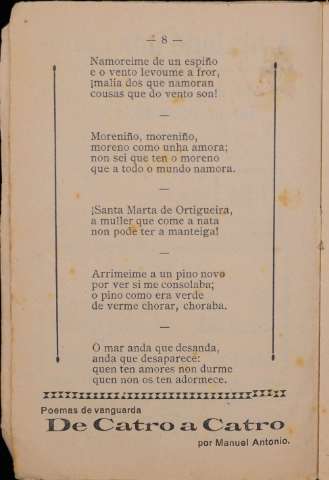 — 8 —
Namoreime de un espiño
e o vento levoume a fror,
¡malia dos que namoran
cousas que do vento son!
—
Moreniño, moreniño,
moreno como unha amora;
non sei que ten o moreno
que a todo o mundo namora.
—
¡Santa Marta de Ortigueira,
a muller que come a nata
non pode ter a manteiga!
—
Arrimeime a un pino novo
por ver si me consolaba;
o pino como era verde
de verme chorar, choraba.
—
O mar anda que desanda,
anda que desaparece:
quen ten amores non durme
quen non os ten adormece.
Poemas de vanguarda
De Catro a Catro
por Manuel Antonio.